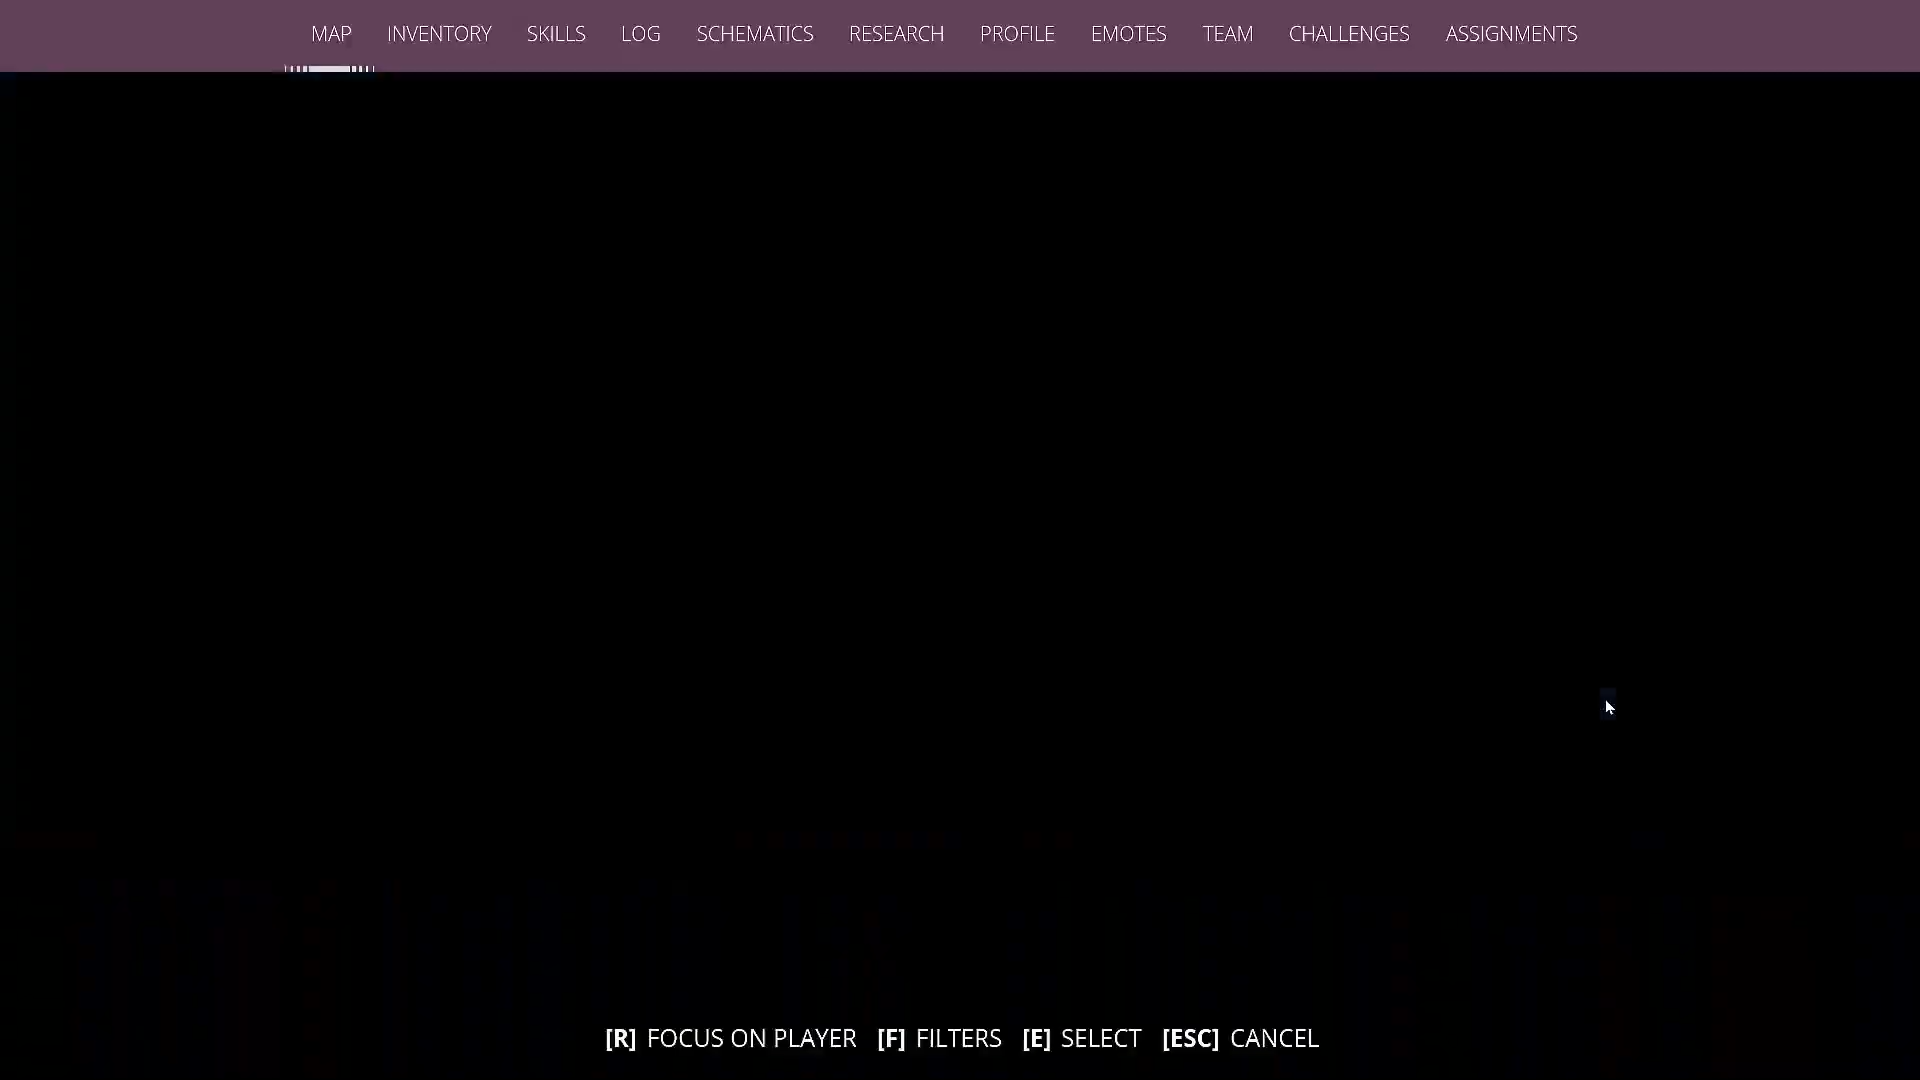 MAP INVENTORY SKILLS LOG SCHEMATICS RESEARCH PROFILE EMOTES TEAM CHALLENGES ASSIGNMENTS
[R] FOCUS ON PLAYER [F] FILTERS [E] SELECT [ESC] CANCEL